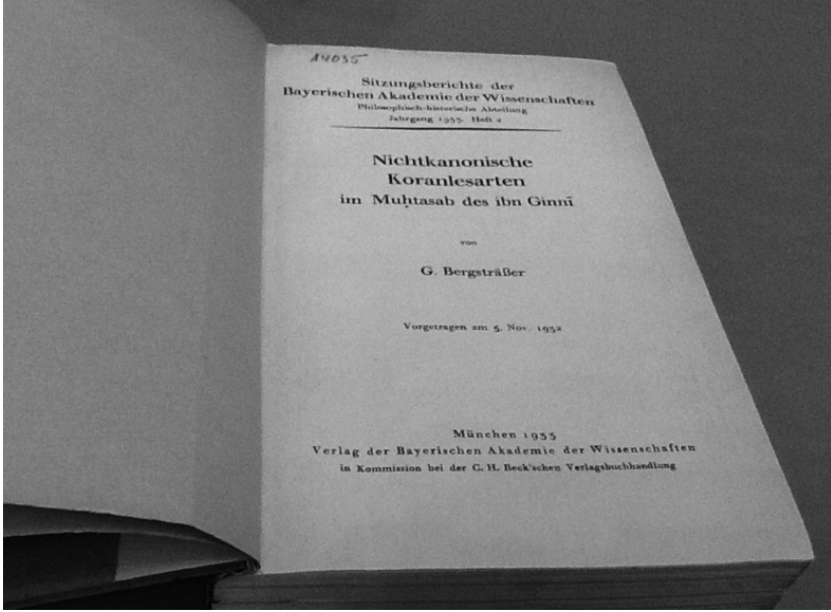 14035
Sitzungsberichte der
Bayerischen Akademie der Wissenschaften
Philosophisch-historische Abteilung
Jahrgang 1933. Heft 2
Nichtkanonische
Koranlesarten
im Muḥtasab des ibn Ginnī
von
G. Bergsträßer
Vorgetragen am 5. Nov. 1932
München 1933
Verlag der Bayerischen Akademie der Wissenschaften
in Kommission bei der C. H. Beck'schen Verlagsbuchhandlung